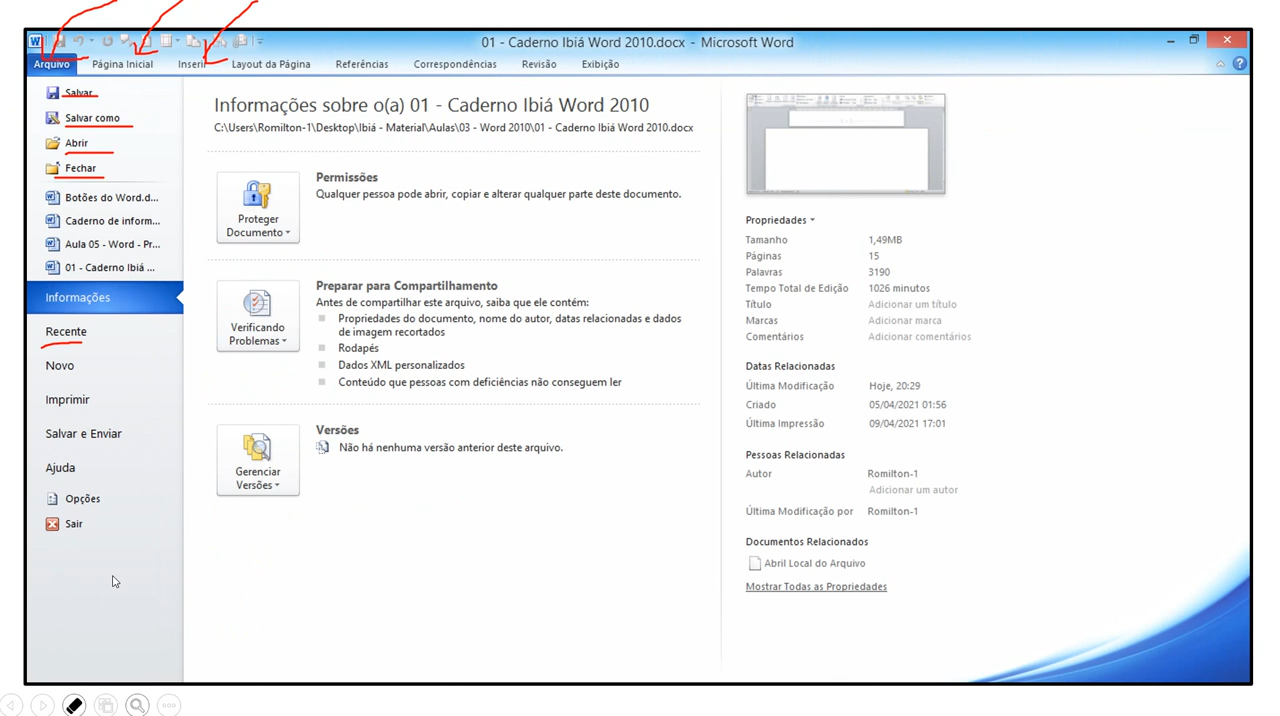 01 - Caderno Ibiá Word 2010.docx - Microsoft Word
Arquivo Página Inicial Inserir Layout da Página Referências Correspondências Revisão Exibição
Salvar
Salvar como
Abrir
Fechar
Botões do Word.d...
Caderno de inform...
Aula 05 - Word - Pr...
01 - Caderno Ibiá ...
Informações
Recente
Novo
Imprimir
Salvar e Enviar
Ajuda
Opções
Sair
Informações sobre o(a) 01 - Caderno Ibiá Word 2010
C:\Users\Romilton-1\Desktop\Ibiá - Material\Aulas\03 - Word 2010\01 - Caderno Ibiá Word 2010.docx
Proteger
Documento
Permissões
Qualquer pessoa pode abrir, copiar e alterar qualquer parte deste documento.
Verificando
Problemas
Preparar para Compartilhamento
Antes de compartilhar este arquivo, saiba que ele contém:
Propriedades do documento, nome do autor, datas relacionadas e dados
de imagem recortados
Rodapés
Dados XML personalizados
Conteúdo que pessoas com deficiências não conseguem ler
Gerenciar
Versões
Versões
Não há nenhuma versão anterior deste arquivo.
Propriedades
Tamanho 1,49MB
Páginas 15
Palavras 3190
Tempo Total de Edição 1026 minutos
Título Adicionar um título
Marcas Adicionar marca
Comentários Adicionar comentários
Datas Relacionadas
Última Modificação Hoje, 20:29
Criado 05/04/2021 01:56
Última Impressão 09/04/2021 17:01
Pessoas Relacionadas
Autor Romilton-1
Adicionar um autor
Última Modificação por Romilton-1
Documentos Relacionados
Abril Local do Arquivo
Mostrar Todas as Propriedades